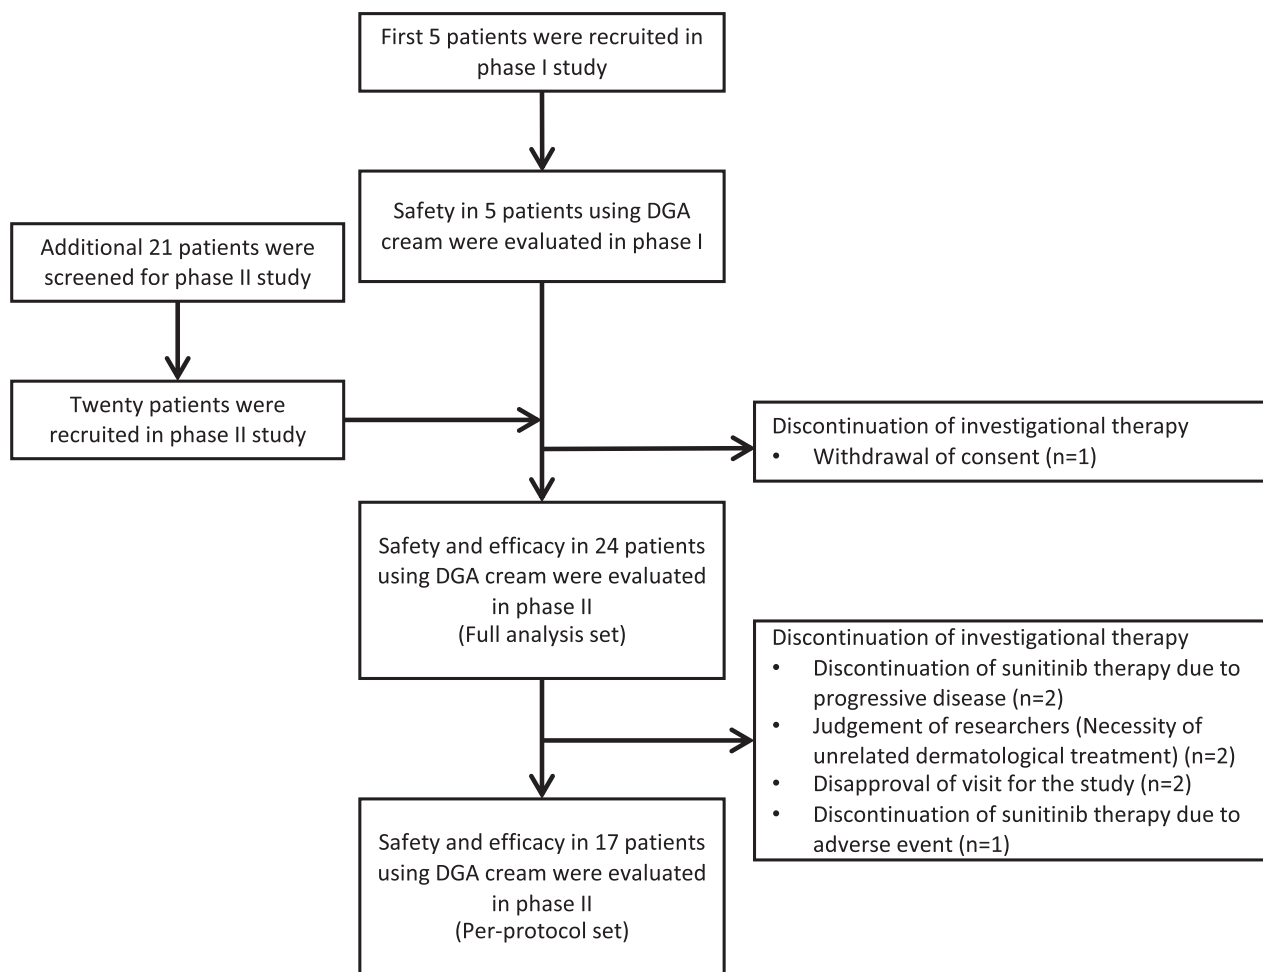 First 5 patients were recruited in
phase I study
Safety in 5 patients using DGA
cream were evaluated in phase I
Additional 21 patients were
screened for phase II study
Twenty patients were
recruited in phase II study
Discontinuation of investigational therapy
• Withdrawal of consent (n=1)
Safety and efficacy in 24 patients
using DGA cream were evaluated
in phase II
(Full analysis set)
Discontinuation of investigational therapy
• Discontinuation of sunitinib therapy due to
progressive disease (n=2)
• Judgement of researchers (Necessity of
unrelated dermatological treatment) (n=2)
• Disapproval of visit for the study (n=2)
• Discontinuation of sunitinib therapy due to
adverse event (n=1)
Safety and efficacy in 17 patients
using DGA cream were evaluated
in phase II
(Per-protocol set)